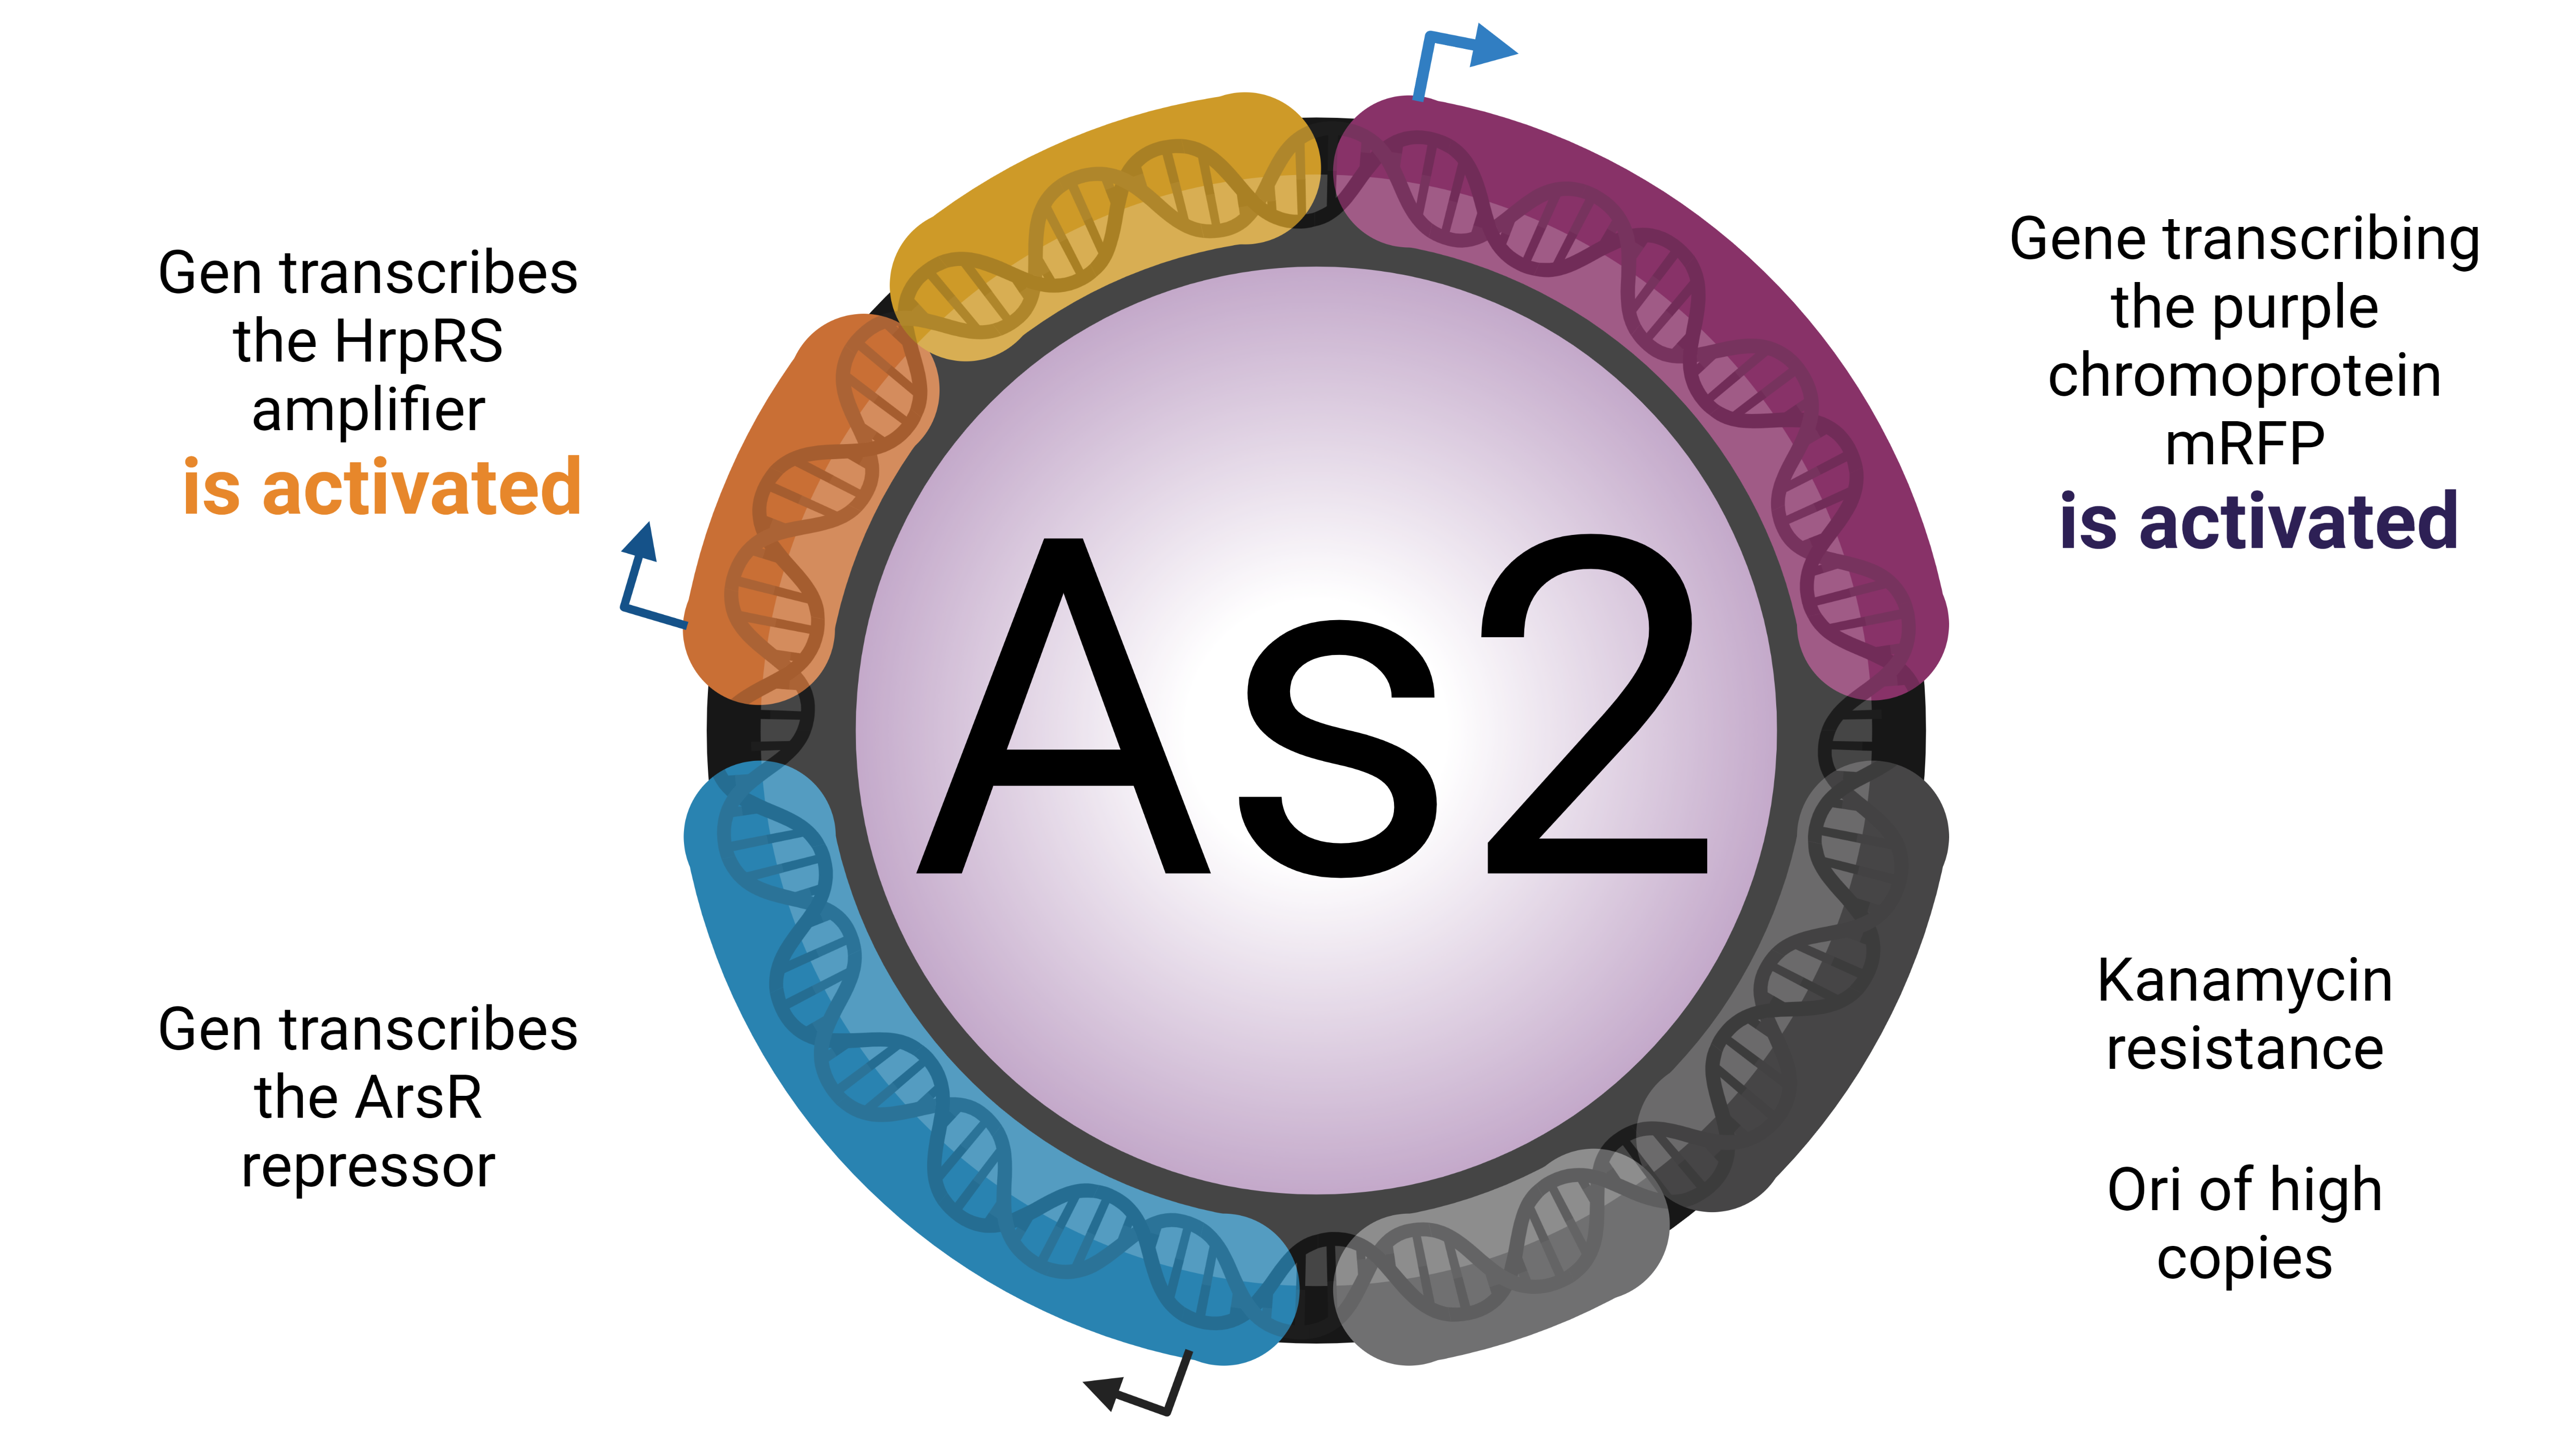 Gen transcribes
the HrpRS
amplifier
is activated
Gene transcribing
the purple
chromoprotein
mRFP
is activated
As2
Gen transcribes
the ArsR
repressor
Kanamycin
resistance
Ori of high
copies